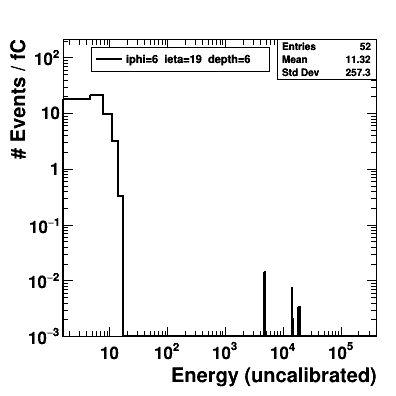 Entries 52
Mean 11.32
Std Dev 257.3
iphi=6 ieta=19 depth=6
# Events / fC
10²
10
1
10⁻¹
10⁻²
10⁻³
10 10² 10³ 10⁴ 10⁵
Energy (uncalibrated)